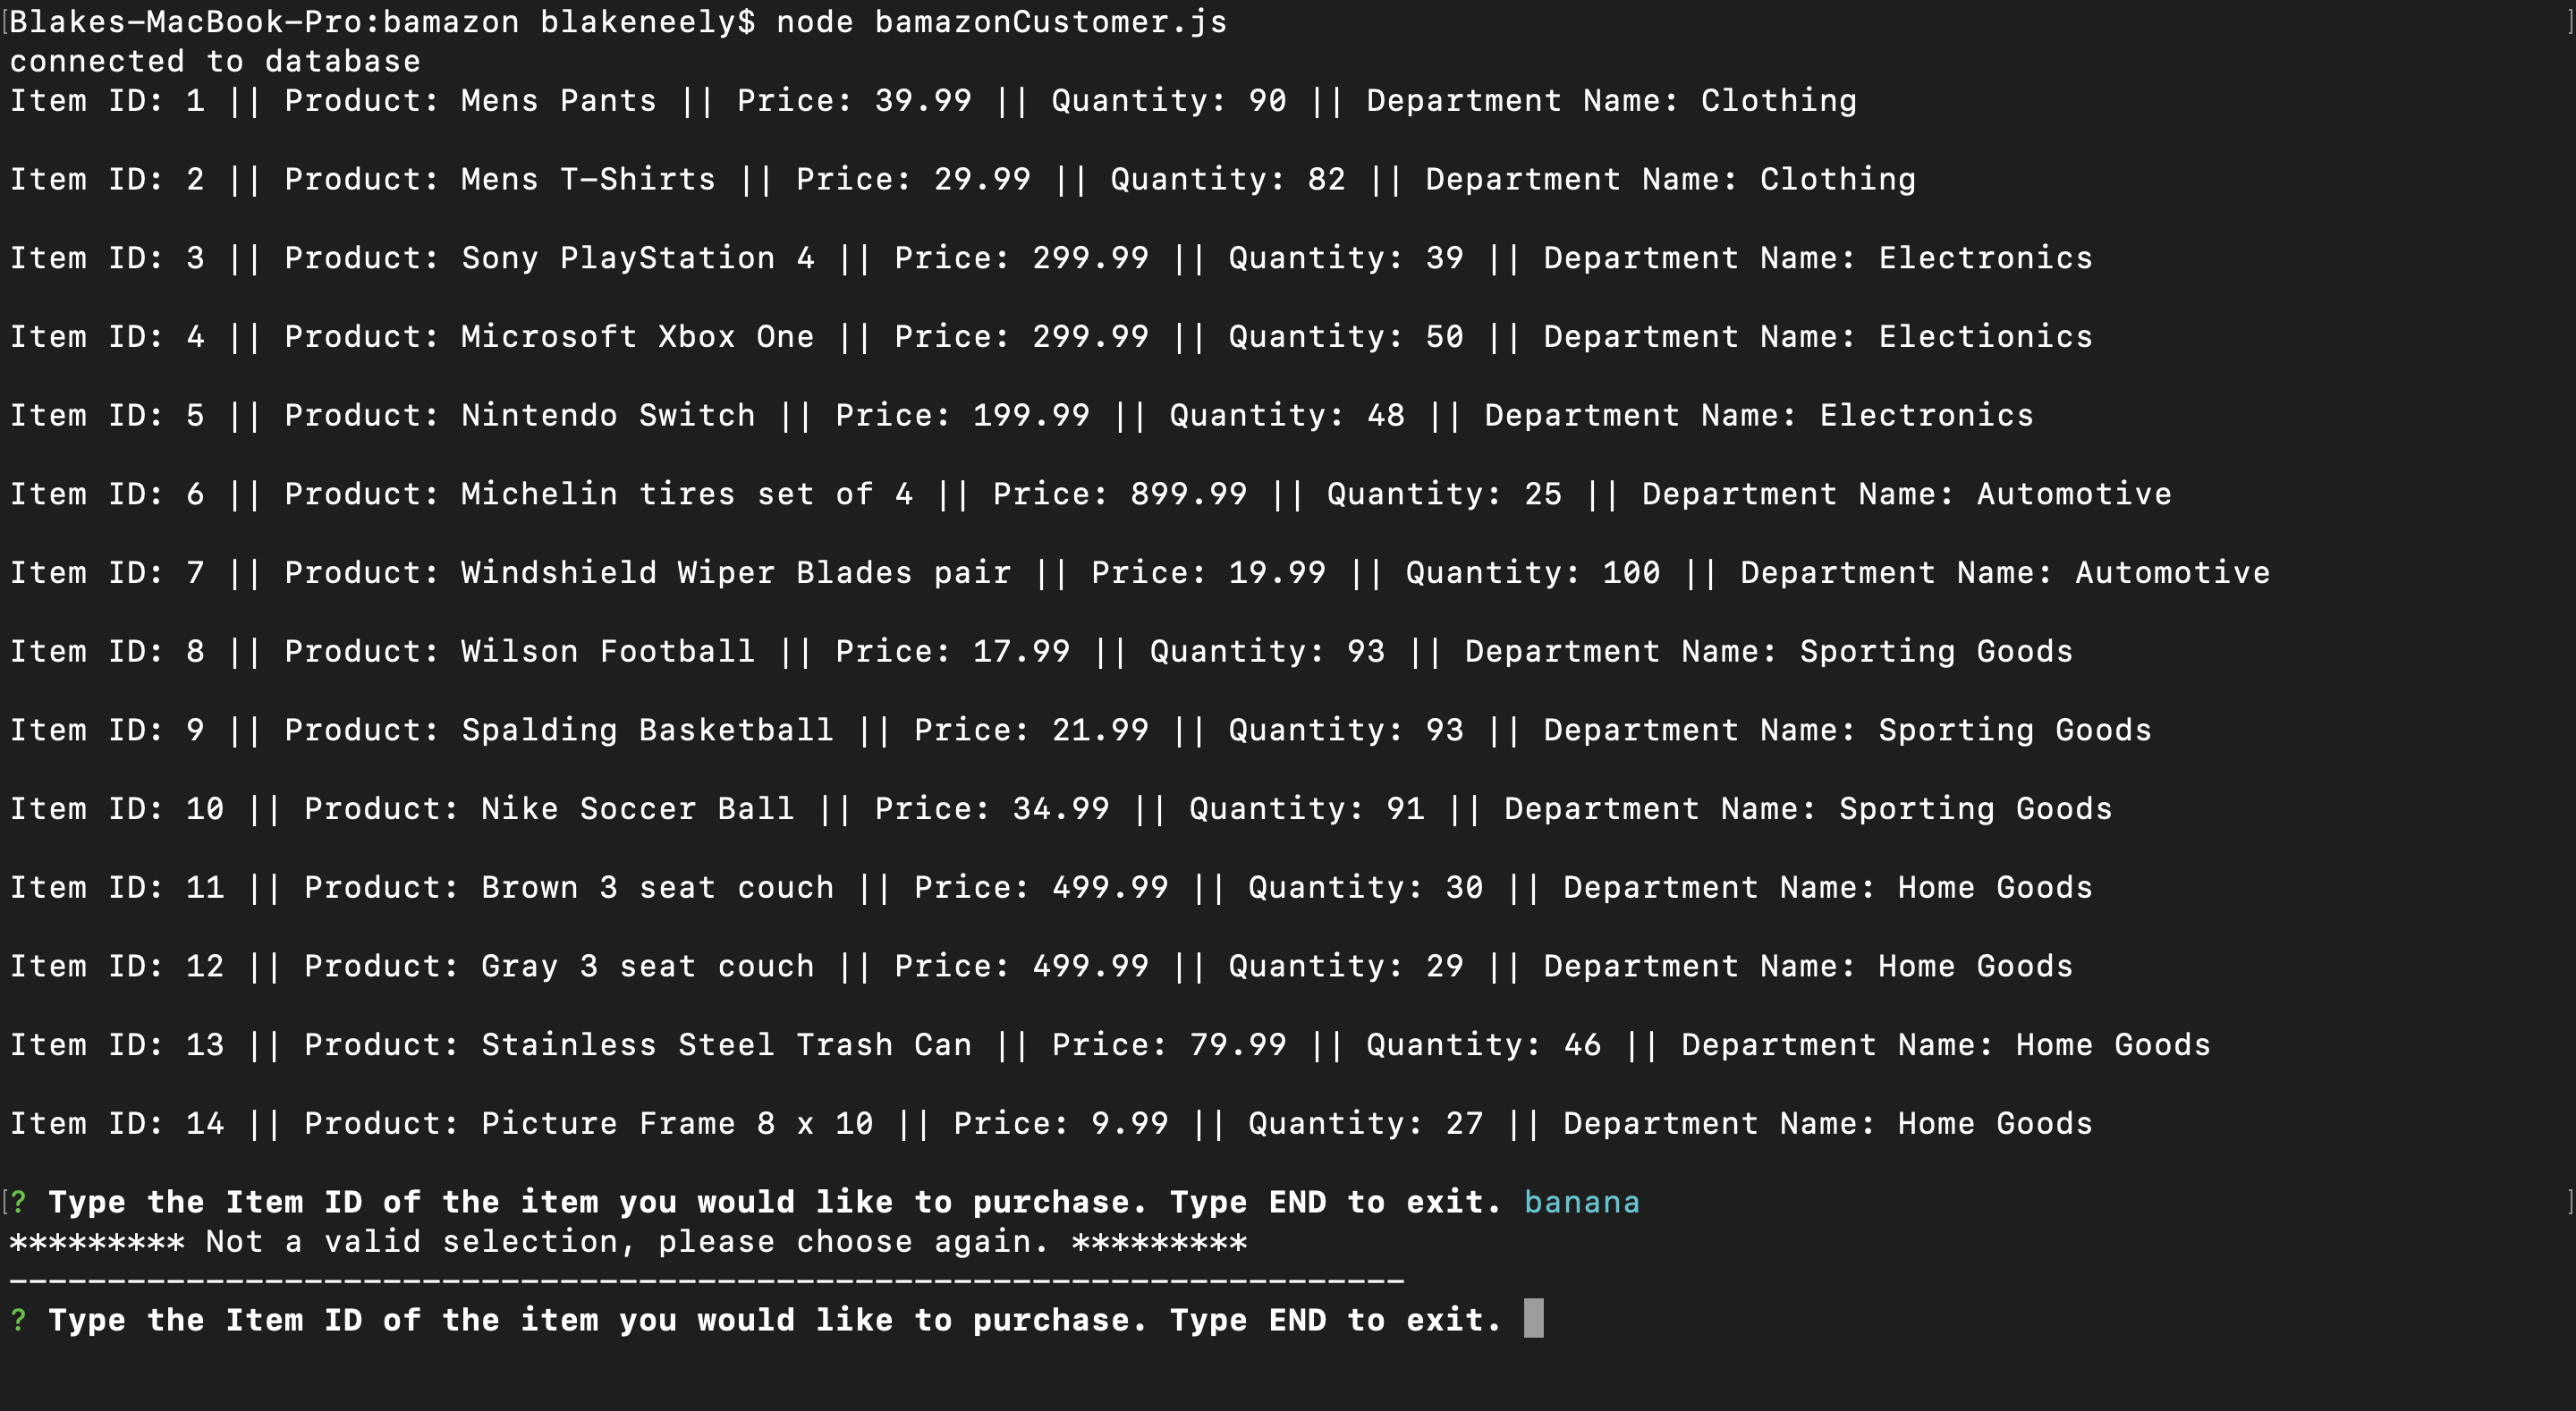 Blakes-MacBook-Pro:bamazon blakeneely$ node bamazonCustomer.js
connected to database
Item ID: 1 || Product: Mens Pants || Price: 39.99 || Quantity: 90 || Department Name: Clothing
Item ID: 2 || Product: Mens T-Shirts || Price: 29.99 || Quantity: 82 || Department Name: Clothing
Item ID: 3 || Product: Sony PlayStation 4 || Price: 299.99 || Quantity: 39 || Department Name: Electronics
Item ID: 4 || Product: Microsoft Xbox One || Price: 299.99 || Quantity: 50 || Department Name: Electionics
Item ID: 5 || Product: Nintendo Switch || Price: 199.99 || Quantity: 48 || Department Name: Electronics
Item ID: 6 || Product: Michelin tires set of 4 || Price: 899.99 || Quantity: 25 || Department Name: Automotive
Item ID: 7 || Product: Windshield Wiper Blades pair || Price: 19.99 || Quantity: 100 || Department Name: Automotive
Item ID: 8 || Product: Wilson Football || Price: 17.99 || Quantity: 93 || Department Name: Sporting Goods
Item ID: 9 || Product: Spalding Basketball || Price: 21.99 || Quantity: 93 || Department Name: Sporting Goods
Item ID: 10 || Product: Nike Soccer Ball || Price: 34.99 || Quantity: 91 || Department Name: Sporting Goods
Item ID: 11 || Product: Brown 3 seat couch || Price: 499.99 || Quantity: 30 || Department Name: Home Goods
Item ID: 12 || Product: Gray 3 seat couch || Price: 499.99 || Quantity: 29 || Department Name: Home Goods
Item ID: 13 || Product: Stainless Steel Trash Can || Price: 79.99 || Quantity: 46 || Department Name: Home Goods
Item ID: 14 || Product: Picture Frame 8 x 10 || Price: 9.99 || Quantity: 27 || Department Name: Home Goods
? Type the Item ID of the item you would like to purchase. Type END to exit. banana
********* Not a valid selection, please choose again. *********
-----------------------------------------------------------------------
? Type the Item ID of the item you would like to purchase. Type END to exit.